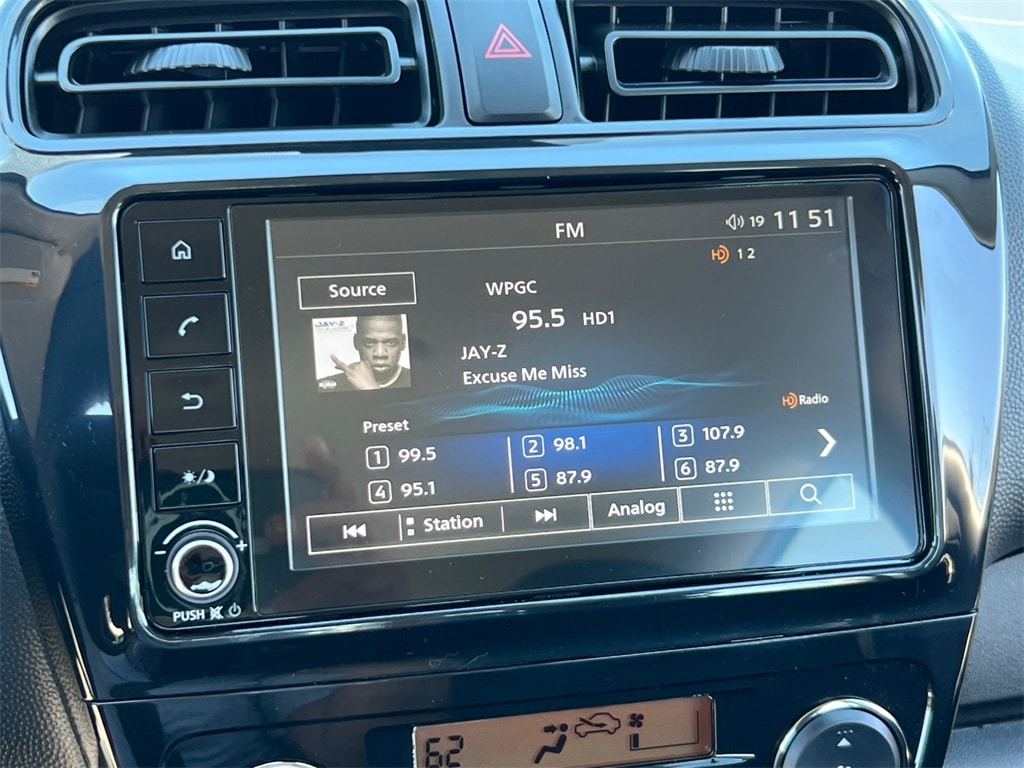 FM
19 11 51
HD 1 2
Source
WPGC
95.5 HD1
JAY-Z
JAY-Z
Excuse Me Miss
HD Radio
Preset
1 99.5 2 98.1 3 107.9
4 95.1 5 87.9 6 87.9
Station Analog
- +
PUSH
62